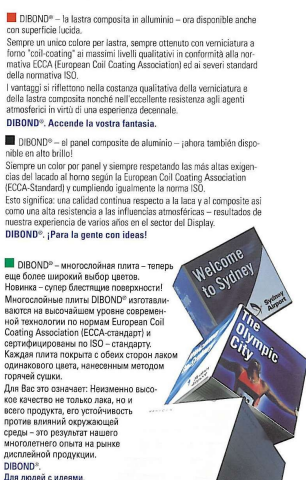 DIBOND® – la lastra composita in alluminio – ora disponibile anche
con superficie lucida.
Sempre un unico colore per lastra, sempre ottenuto con verniciatura a
forno "coil-coating" ai massimi livelli qualitativi in conformità alla nor-
mativa ECCA (European Coil Coating Association) ed ai severi standard
della normativa ISO.
I vantaggi si riflettono nella costanza qualitativa della verniciatura e
della lastra composita nonché nell'eccellente resistenza agli agenti
atmosferici in virtù di una esperienza decennale.
DIBOND®. Accende la vostra fantasia.
DIBOND® – el panel composite de aluminio – ¡ahora también dispo-
nible en alto brillo!
Siempre un color por panel y siempre respetando las más altas exigen-
cias del lacado al horno según la European Coil Coating Association
(ECCA-Standard) y cumpliendo igualmente la norma ISO.
Esto significa: una calidad continua respecto a la laca y al composite así
como una alta resistencia a las influencias atmosféricas – resultados de
nuestra experiencia de varios años en el sector del Display.
DIBOND®. ¡Para la gente con ideas!
DIBOND® – многослойная плита – теперь
еще более широкий выбор цветов.
Новинка – супер блестящие поверхности!
Многослойные плиты DIBOND® изготавли-
ваются на высочайшем уровне современ-
ной технологии по нормам European Coil
Coating Association (ECCA-стандарт) и
сертифицированы по ISO – стандарту.
Каждая плита покрыта с обеих сторон лаком
одинакового цвета, нанесенным методом
горячей сушки.
Для Вас это означает: Неизменно высо-
кое качество не только лака, но и
всего продукта, его устойчивость
против влияний окружающей
среды – это результат нашего
многолетнего опыта на рынке
дисплейной продукции.
DIBOND®.
Для людей с идеями.
Welcome
to Sydney
Sydney
Airport
The
Olympic
City